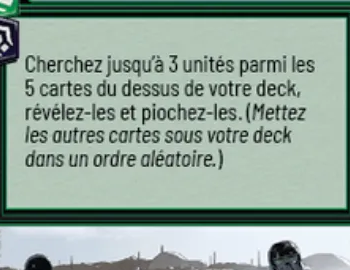 Cherchez jusqu'à 3 unités parmi les
5 cartes du dessus de votre deck,
révélez-les et piochez-les. (Mettez
les autres cartes sous votre deck
dans un ordre aléatoire.)